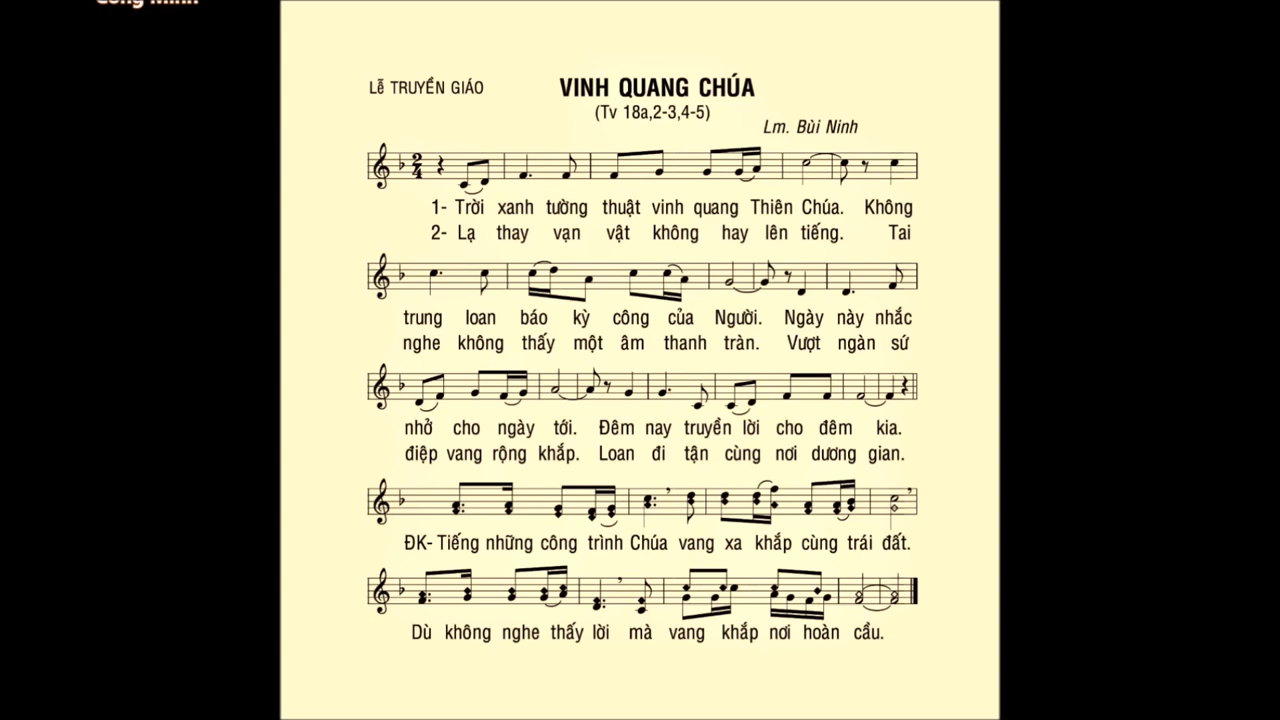 Công Minh
Lễ TRUYỀN GIÁO
VINH QUANG CHÚA
(Tv 18a,2-3,4-5)
Lm. Bùi Ninh
1- Trời xanh tường thuật vinh quang Thiên Chúa. Không
2- Lạ thay vạn vật không hay lên tiếng. Tai
trung loan báo kỳ công của Người. Ngày này nhắc
nghe không thấy một âm thanh tràn. Vượt ngàn sứ
nhở cho ngày tới. Đêm nay truyền lời cho đêm kia.
điệp vang rộng khắp. Loan đi tận cùng nơi dương gian.
ĐK- Tiếng những công trình Chúa vang xa khắp cùng trái đất.
Dù không nghe thấy lời mà vang khắp nơi hoàn cầu.